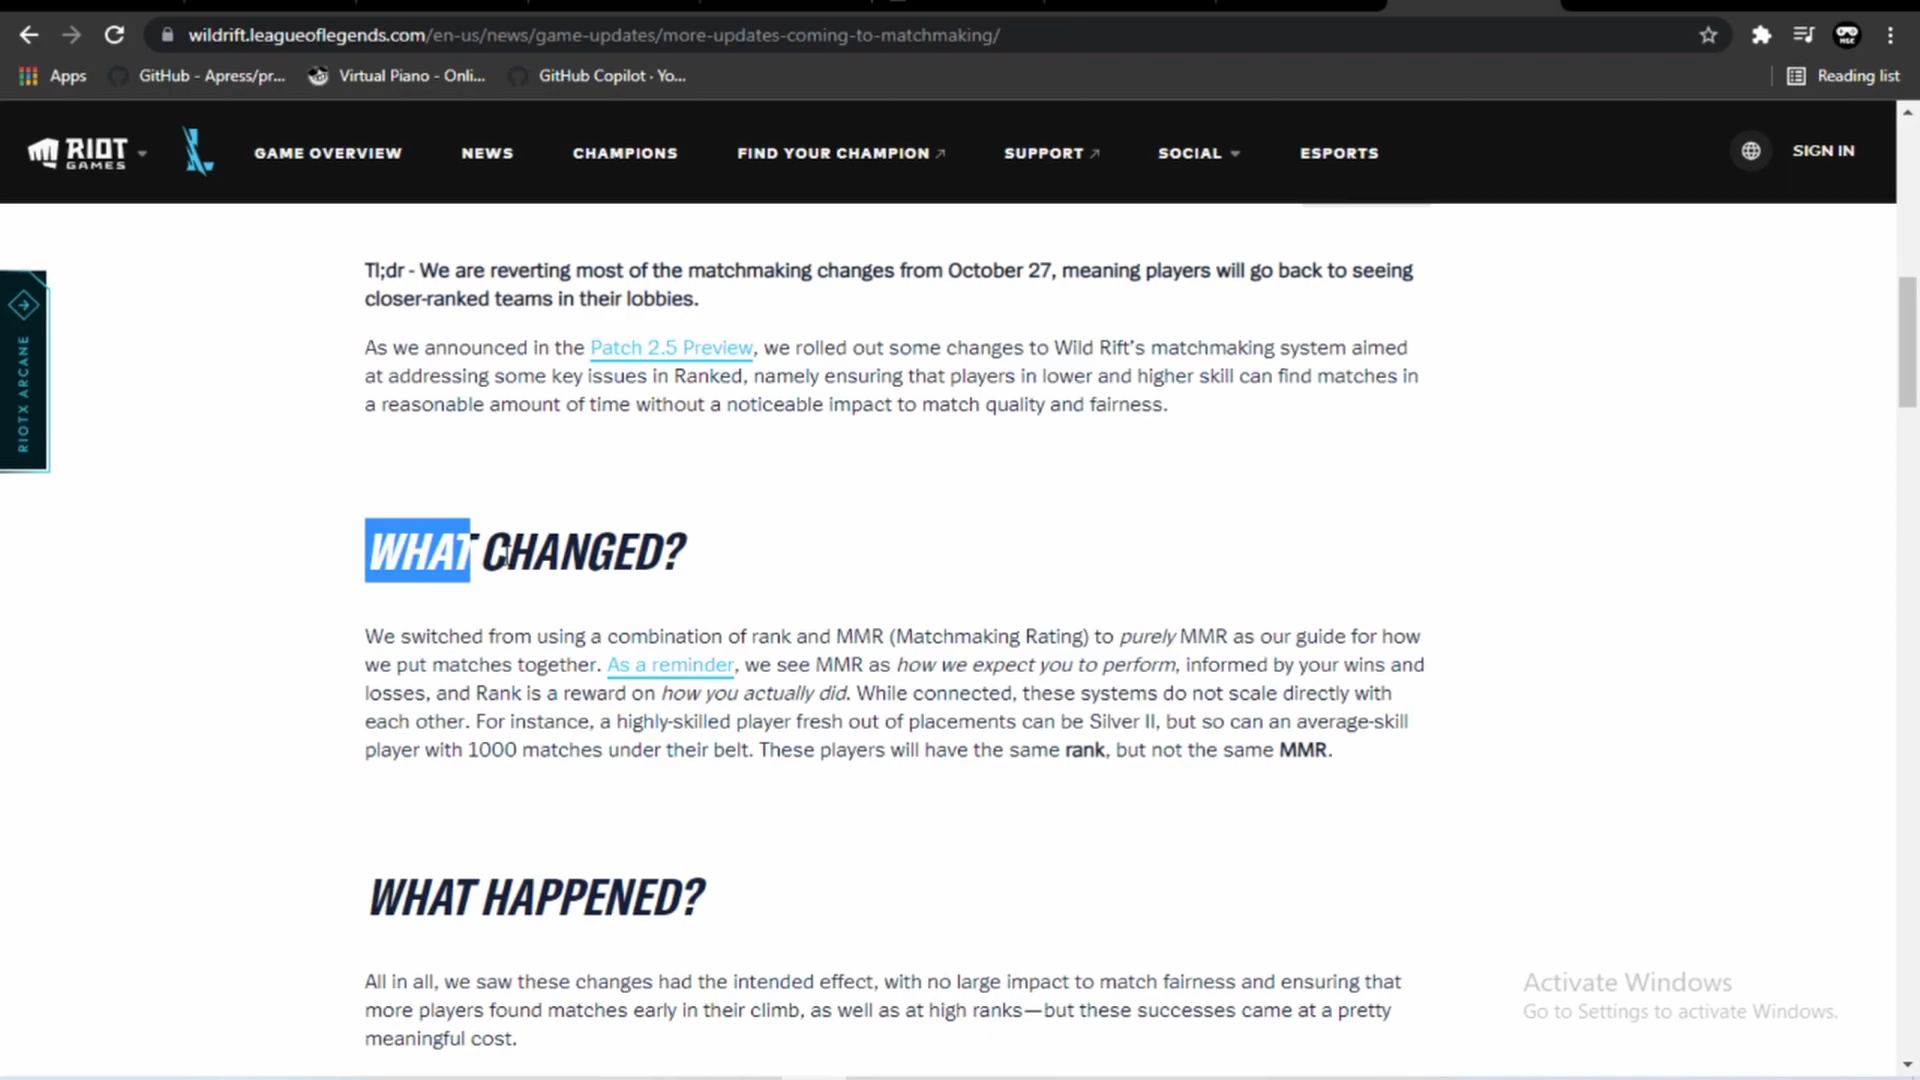 wildrift.leagueoflegends.com/en-us/news/game-updates/more-updates-coming-to-matchmaking/
Apps GitHub - Apress/pr... Virtual Piano - Onli... GitHub Copilot · Yo... Reading list
RIOT GAMES GAME OVERVIEW NEWS CHAMPIONS FIND YOUR CHAMPION SUPPORT SOCIAL ESPORTS SIGN IN
RIOTX ARCANE
Tl;dr - We are reverting most of the matchmaking changes from October 27, meaning players will go back to seeing
closer-ranked teams in their lobbies.
As we announced in the Patch 2.5 Preview, we rolled out some changes to Wild Rift's matchmaking system aimed
at addressing some key issues in Ranked, namely ensuring that players in lower and higher skill can find matches in
a reasonable amount of time without a noticeable impact to match quality and fairness.
WHAT CHANGED?
We switched from using a combination of rank and MMR (Matchmaking Rating) to purely MMR as our guide for how
we put matches together. As a reminder, we see MMR as how we expect you to perform, informed by your wins and
losses, and Rank is a reward on how you actually did. While connected, these systems do not scale directly with
each other. For instance, a highly-skilled player fresh out of placements can be Silver II, but so can an average-skill
player with 1000 matches under their belt. These players will have the same rank, but not the same MMR.
WHAT HAPPENED?
All in all, we saw these changes had the intended effect, with no large impact to match fairness and ensuring that
more players found matches early in their climb, as well as at high ranks—but these successes came at a pretty
meaningful cost.
Activate Windows
Go to Settings to activate Windows.